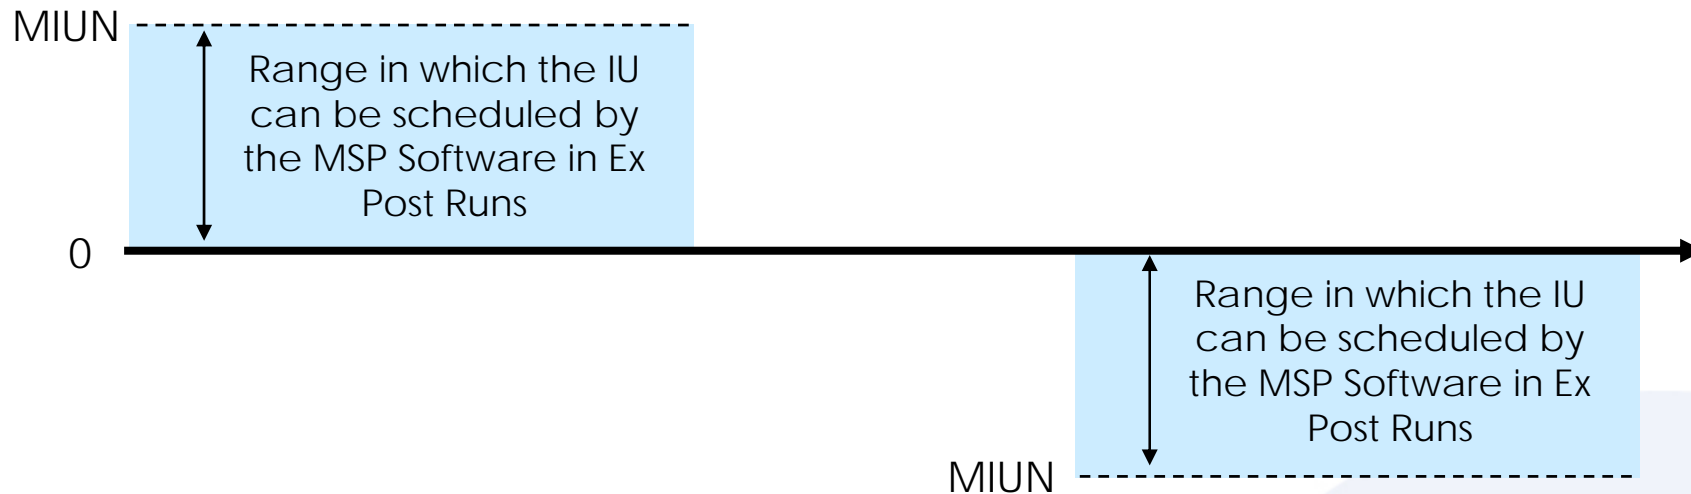 MIUN
Range in which the IU
can be scheduled by
the MSP Software in Ex
Post Runs
0
Range in which the IU
can be scheduled by
the MSP Software in Ex
Post Runs
MIUN